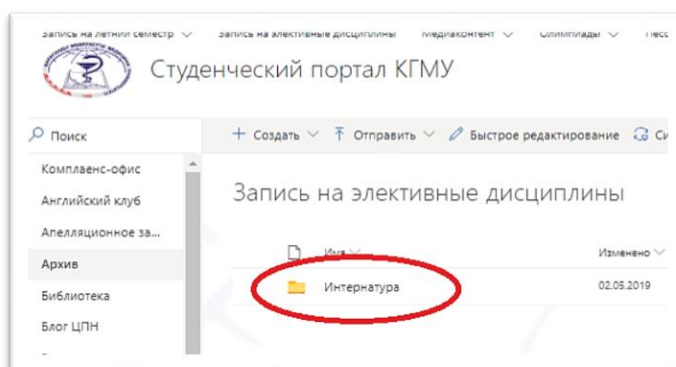 Запись на летний семестр Запись на элективные дисциплины Медиаконтент Олимпиады
Студенческий портал КГМУ
Поиск
+ Создать Отправить Быстрое редактирование
Комплаенс-офис
Английский клуб
Апелляционное за...
Архив
Библиотека
Блог ЦПН
Запись на элективные дисциплины
Имя Изменено
Интернатура 02.05.2019